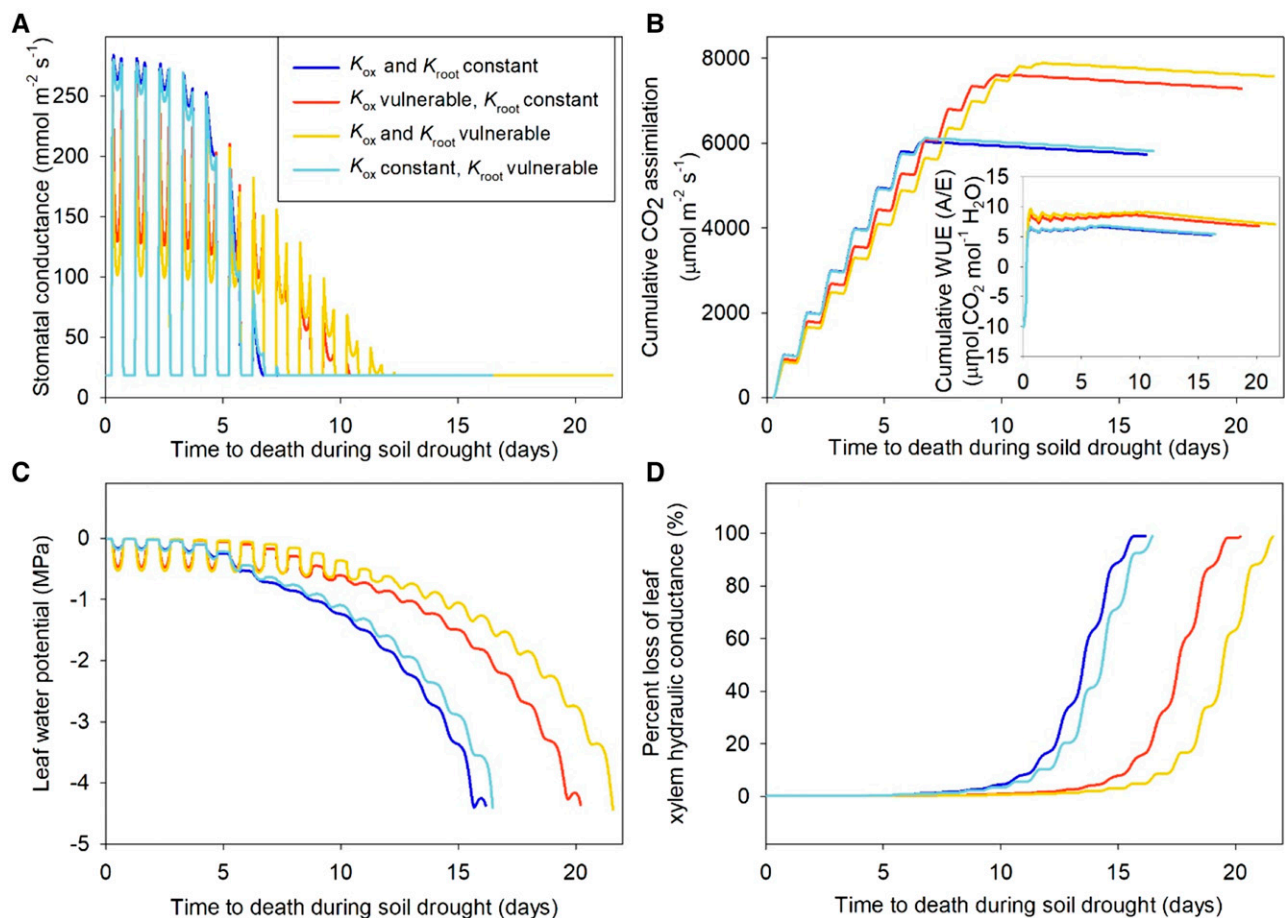 A
Stomatal conductance (mmol m-2 s-1)
250
200
150
100
50
0
0 5 10 15 20
Time to death during soil drought (days)
Kox and Kroot constant
Kox vulnerable, Kroot constant
Kox and Kroot vulnerable
Kox constant, Kroot vulnerable
B
Cumulative CO2 assimilation
(μmol m-2 s-1)
8000
6000
4000
2000
0
0 5 10 15 20
Time to death during soild drought (days)
Cumulative WUE (A/E)
(μmol CO2 mol-1 H2O)
15
10
5
0
-5
-10
15
0 5 10 15 20
C
Leaf water potential (MPa)
0
-1
-2
-3
-4
-5
0 5 10 15 20
Time to death during soil drought (days)
D
Percent loss of leaf
xylem hydraulic conductance (%)
100
80
60
40
20
0
0 5 10 15 20
Time to death during soil drought (days)